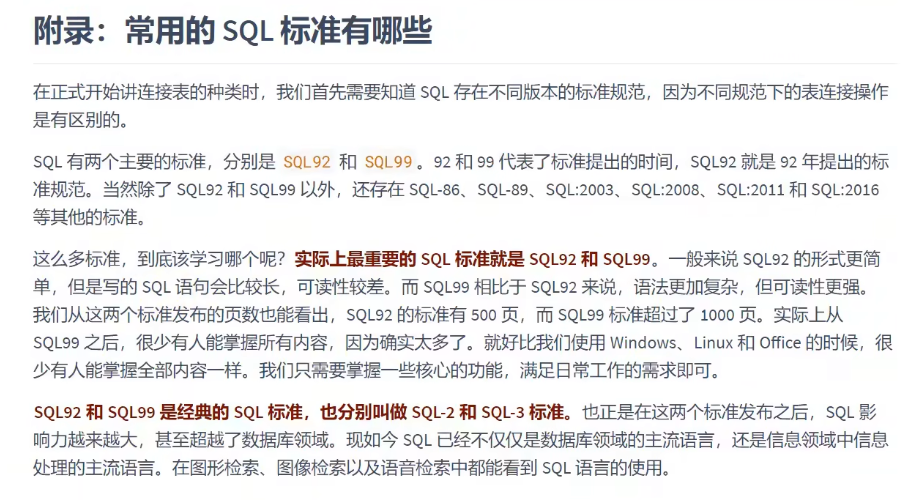 附录：常用的 SQL 标准有哪些
在正式开始讲连接表的种类时，我们首先需要知道 SQL 存在不同版本的标准规范，因为不同规范下的表连接操作
是有区别的。
SQL 有两个主要的标准，分别是 SQL92 和 SQL99 。92 和 99 代表了标准提出的时间，SQL92 就是 92 年提出的标
准规范。当然除了 SQL92 和 SQL99 以外，还存在 SQL-86、SQL-89、SQL:2003、SQL:2008、SQL:2011 和 SQL:2016
等其他的标准。
这么多标准，到底该学习哪个呢？实际上最重要的 SQL 标准就是 SQL92 和 SQL99。一般来说 SQL92 的形式更简
单，但是写的 SQL 语句会比较长，可读性较差。而 SQL99 相比于 SQL92 来说，语法更加复杂，但可读性更强。
我们从这两个标准发布的页数也能看出，SQL92 的标准有 500 页，而 SQL99 标准超过了 1000 页。实际上从
SQL99 之后，很少有人能掌握所有内容，因为确实太多了。就好比我们使用 Windows、Linux 和 Office 的时候，很
少有人能掌握全部内容一样。我们只需要掌握一些核心的功能，满足日常工作的需求即可。
SQL92 和 SQL99 是经典的 SQL 标准，也分别叫做 SQL-2 和 SQL-3 标准。也正是在这两个标准发布之后，SQL 影
响力越来越大，甚至超越了数据库领域。现如今 SQL 已经不仅仅是数据库领域的主流语言，还是信息领域中信息
处理的主流语言。在图形检索、图像检索以及语音检索中都能看到 SQL 语言的使用。